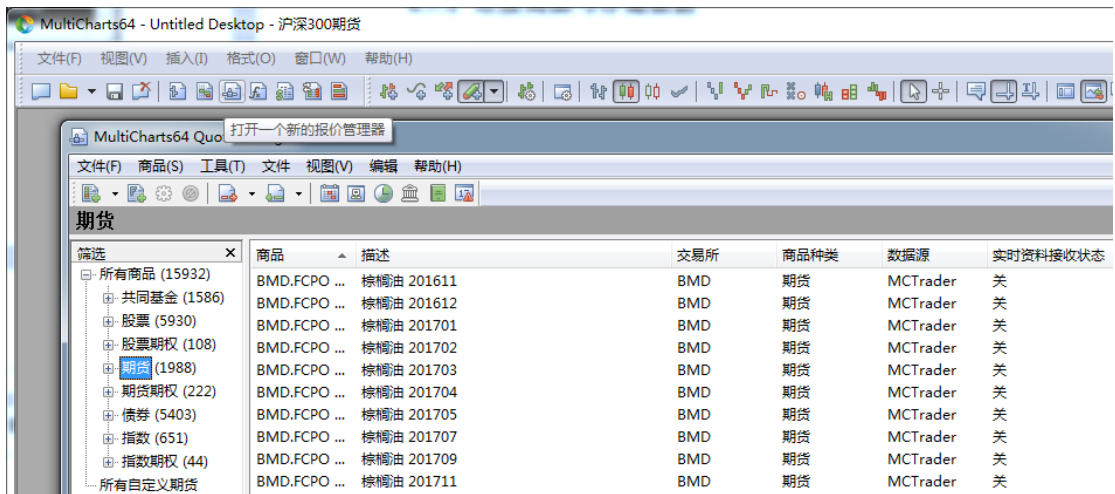 MultiCharts64 - Untitled Desktop - 沪深300期货
文件(F) 视图(V) 插入(I) 格式(O) 窗口(W) 帮助(H)
打开一个新的报价管理器
MultiCharts64 Quo
文件(F) 商品(S) 工具(T) 文件 视图(V) 编辑 帮助(H)
期货
筛选 × 商品 描述 交易所 商品种类 数据源 实时资料接收状态
所有商品 (15932)
共同基金 (1586)
股票 (5930)
股票期权 (108)
期货 (1988)
期货期权 (222)
债券 (5403)
指数 (651)
指数期权 (44)
所有自定义期货
BMD.FCPO ... 棕榈油 201611 BMD 期货 MCTrader 关
BMD.FCPO ... 棕榈油 201612 BMD 期货 MCTrader 关
BMD.FCPO ... 棕榈油 201701 BMD 期货 MCTrader 关
BMD.FCPO ... 棕榈油 201702 BMD 期货 MCTrader 关
BMD.FCPO ... 棕榈油 201703 BMD 期货 MCTrader 关
BMD.FCPO ... 棕榈油 201704 BMD 期货 MCTrader 关
BMD.FCPO ... 棕榈油 201705 BMD 期货 MCTrader 关
BMD.FCPO ... 棕榈油 201707 BMD 期货 MCTrader 关
BMD.FCPO ... 棕榈油 201709 BMD 期货 MCTrader 关
BMD.FCPO ... 棕榈油 201711 BMD 期货 MCTrader 关